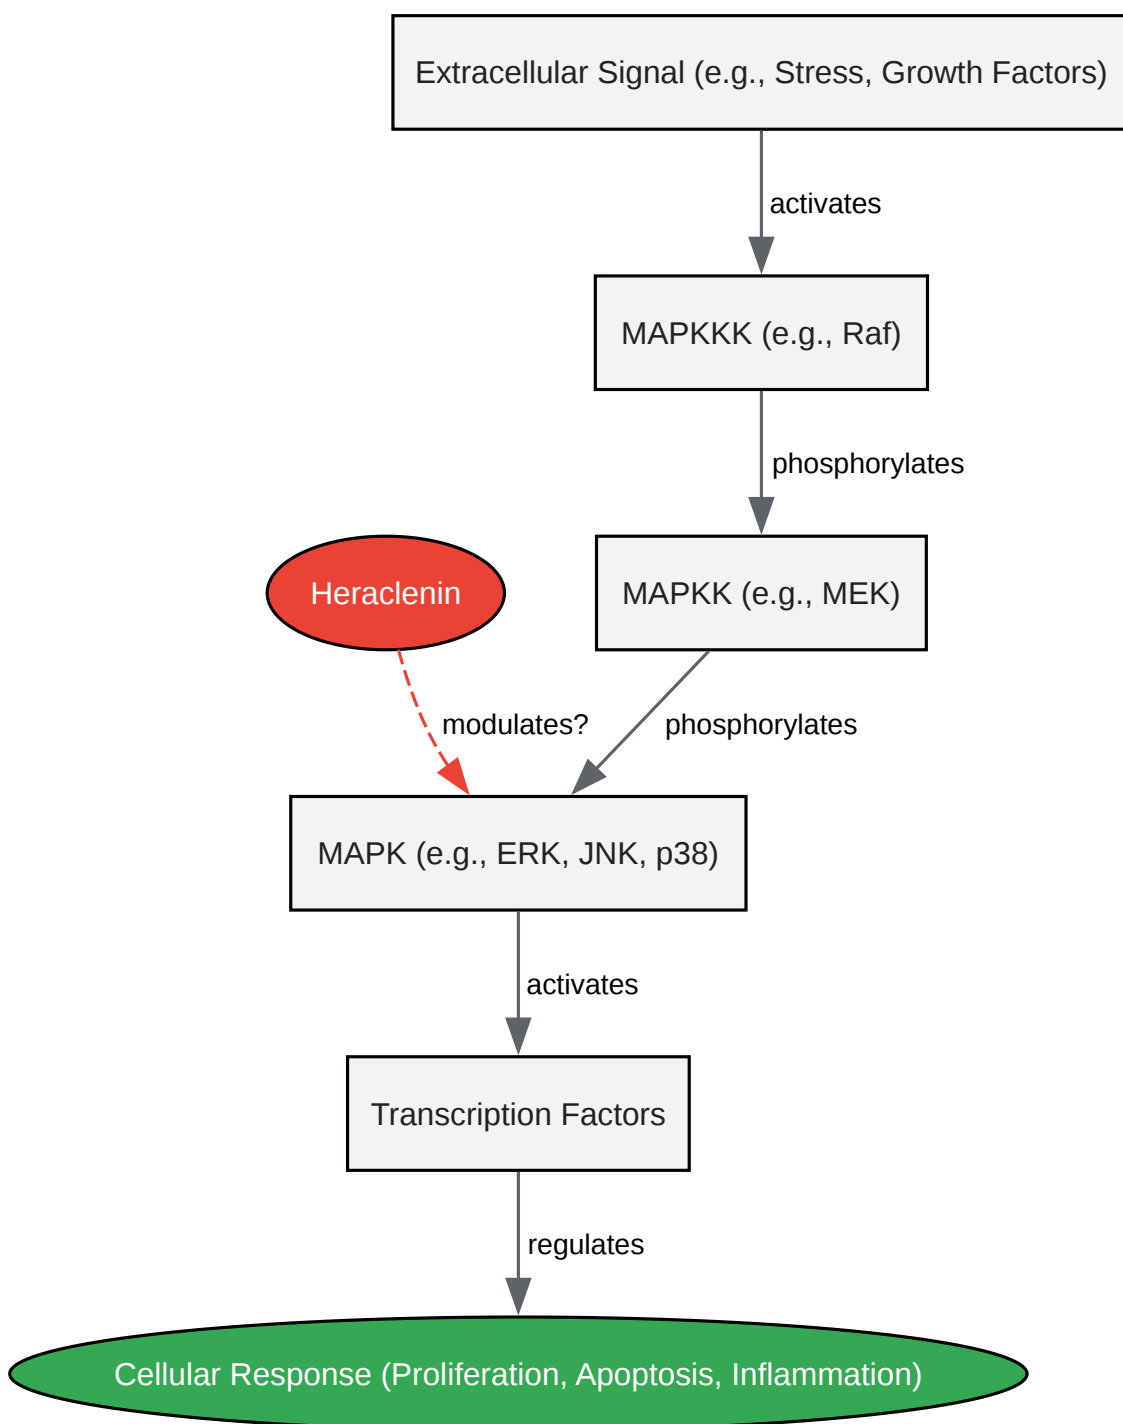 Extracellular Signal (e.g., Stress, Growth Factors)
activates
MAPKKK (e.g., Raf)
phosphorylates
Heraclenin
MAPKK (e.g., MEK)
modulates?
phosphorylates
MAPK (e.g., ERK, JNK, p38)
activates
Transcription Factors
regulates
Cellular Response (Proliferation, Apoptosis, Inflammation)